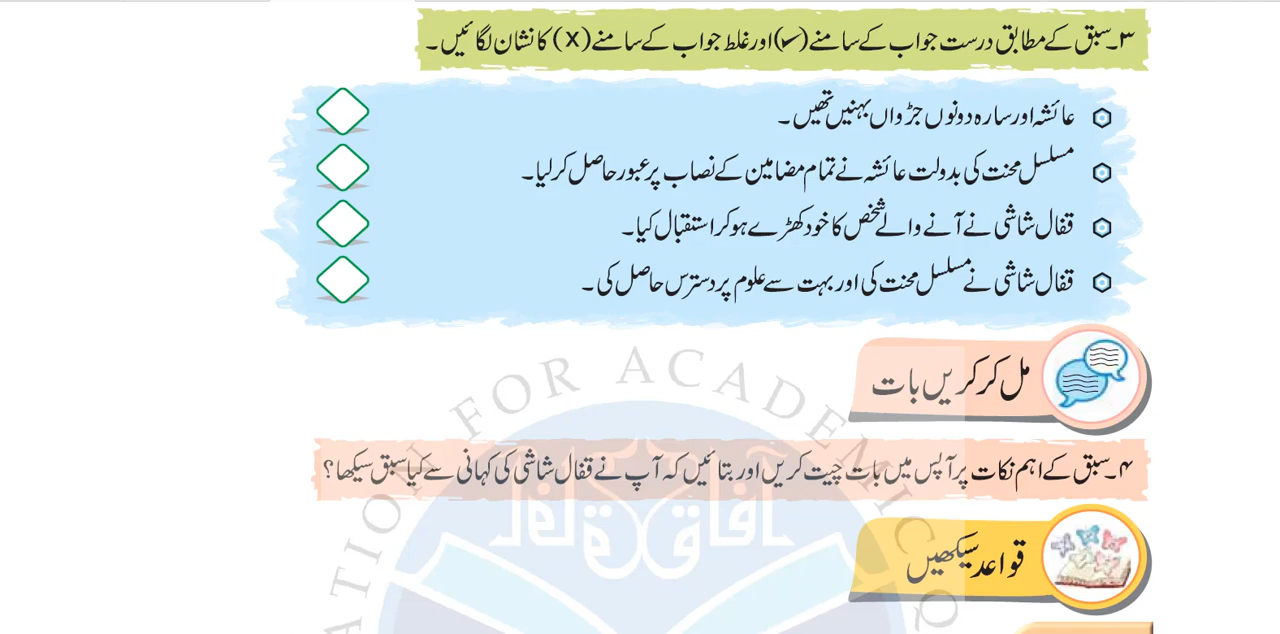 ۳۔ سبق کے مطابق درست جواب کے سامنے (✓) اور غلط جواب کے سامنے (X) کا نشان لگائیں۔
عائشہ اور سارہ دونوں جڑواں بہنیں تھیں۔
مسلسل محنت کی بدولت عائشہ نے تمام مضامین کے نصاب پر عبور حاصل کر لیا۔
قفال شاشی نے آنے والے شخص کا خود کھڑے ہو کر استقبال کیا۔
قفال شاشی نے مسلسل محنت کی اور بہت سے علوم پر دسترس حاصل کی۔
مل کر کریں بات
۴۔ سبق کے اہم نکات پر آپس میں بات چیت کریں اور بتائیں کہ آپ نے قفال شاشی کی کہانی سے کیا سبق سیکھا؟
قواعد سیکھیں
ATION FOR ACADEMIC Q
آفاق